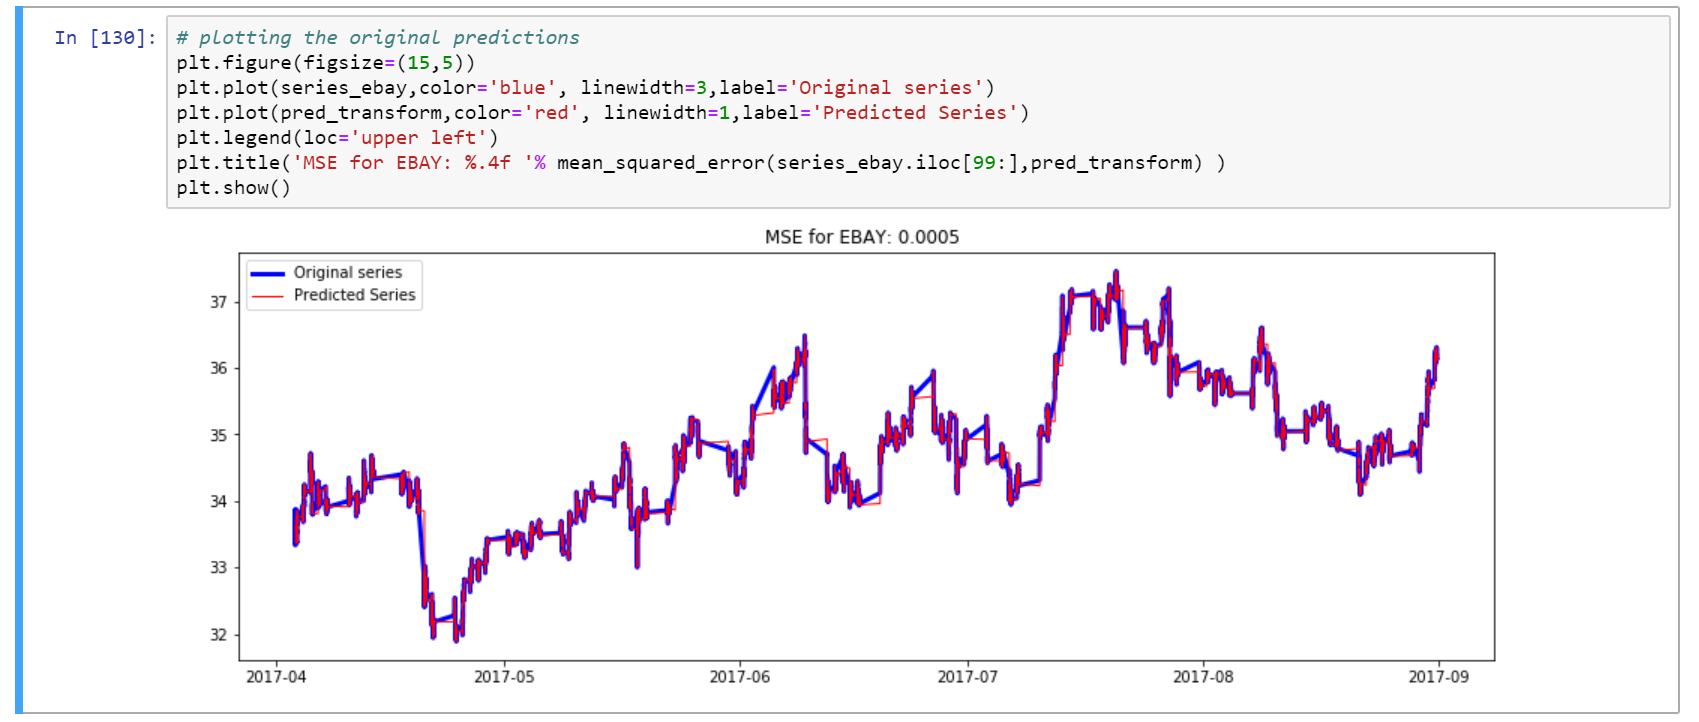 In [130]:
# plotting the original predictions
plt.figure(figsize=(15,5))
plt.plot(series_ebay,color='blue', linewidth=3,label='Original series')
plt.plot(pred_transform,color='red', linewidth=1,label='Predicted Series')
plt.legend(loc='upper left')
plt.title('MSE for EBAY: %.4f '% mean_squared_error(series_ebay.iloc[99:],pred_transform) )
plt.show()
MSE for EBAY: 0.0005
Original series
Predicted Series
37
36
35
34
33
32
2017-04 2017-05 2017-06 2017-07 2017-08 2017-09